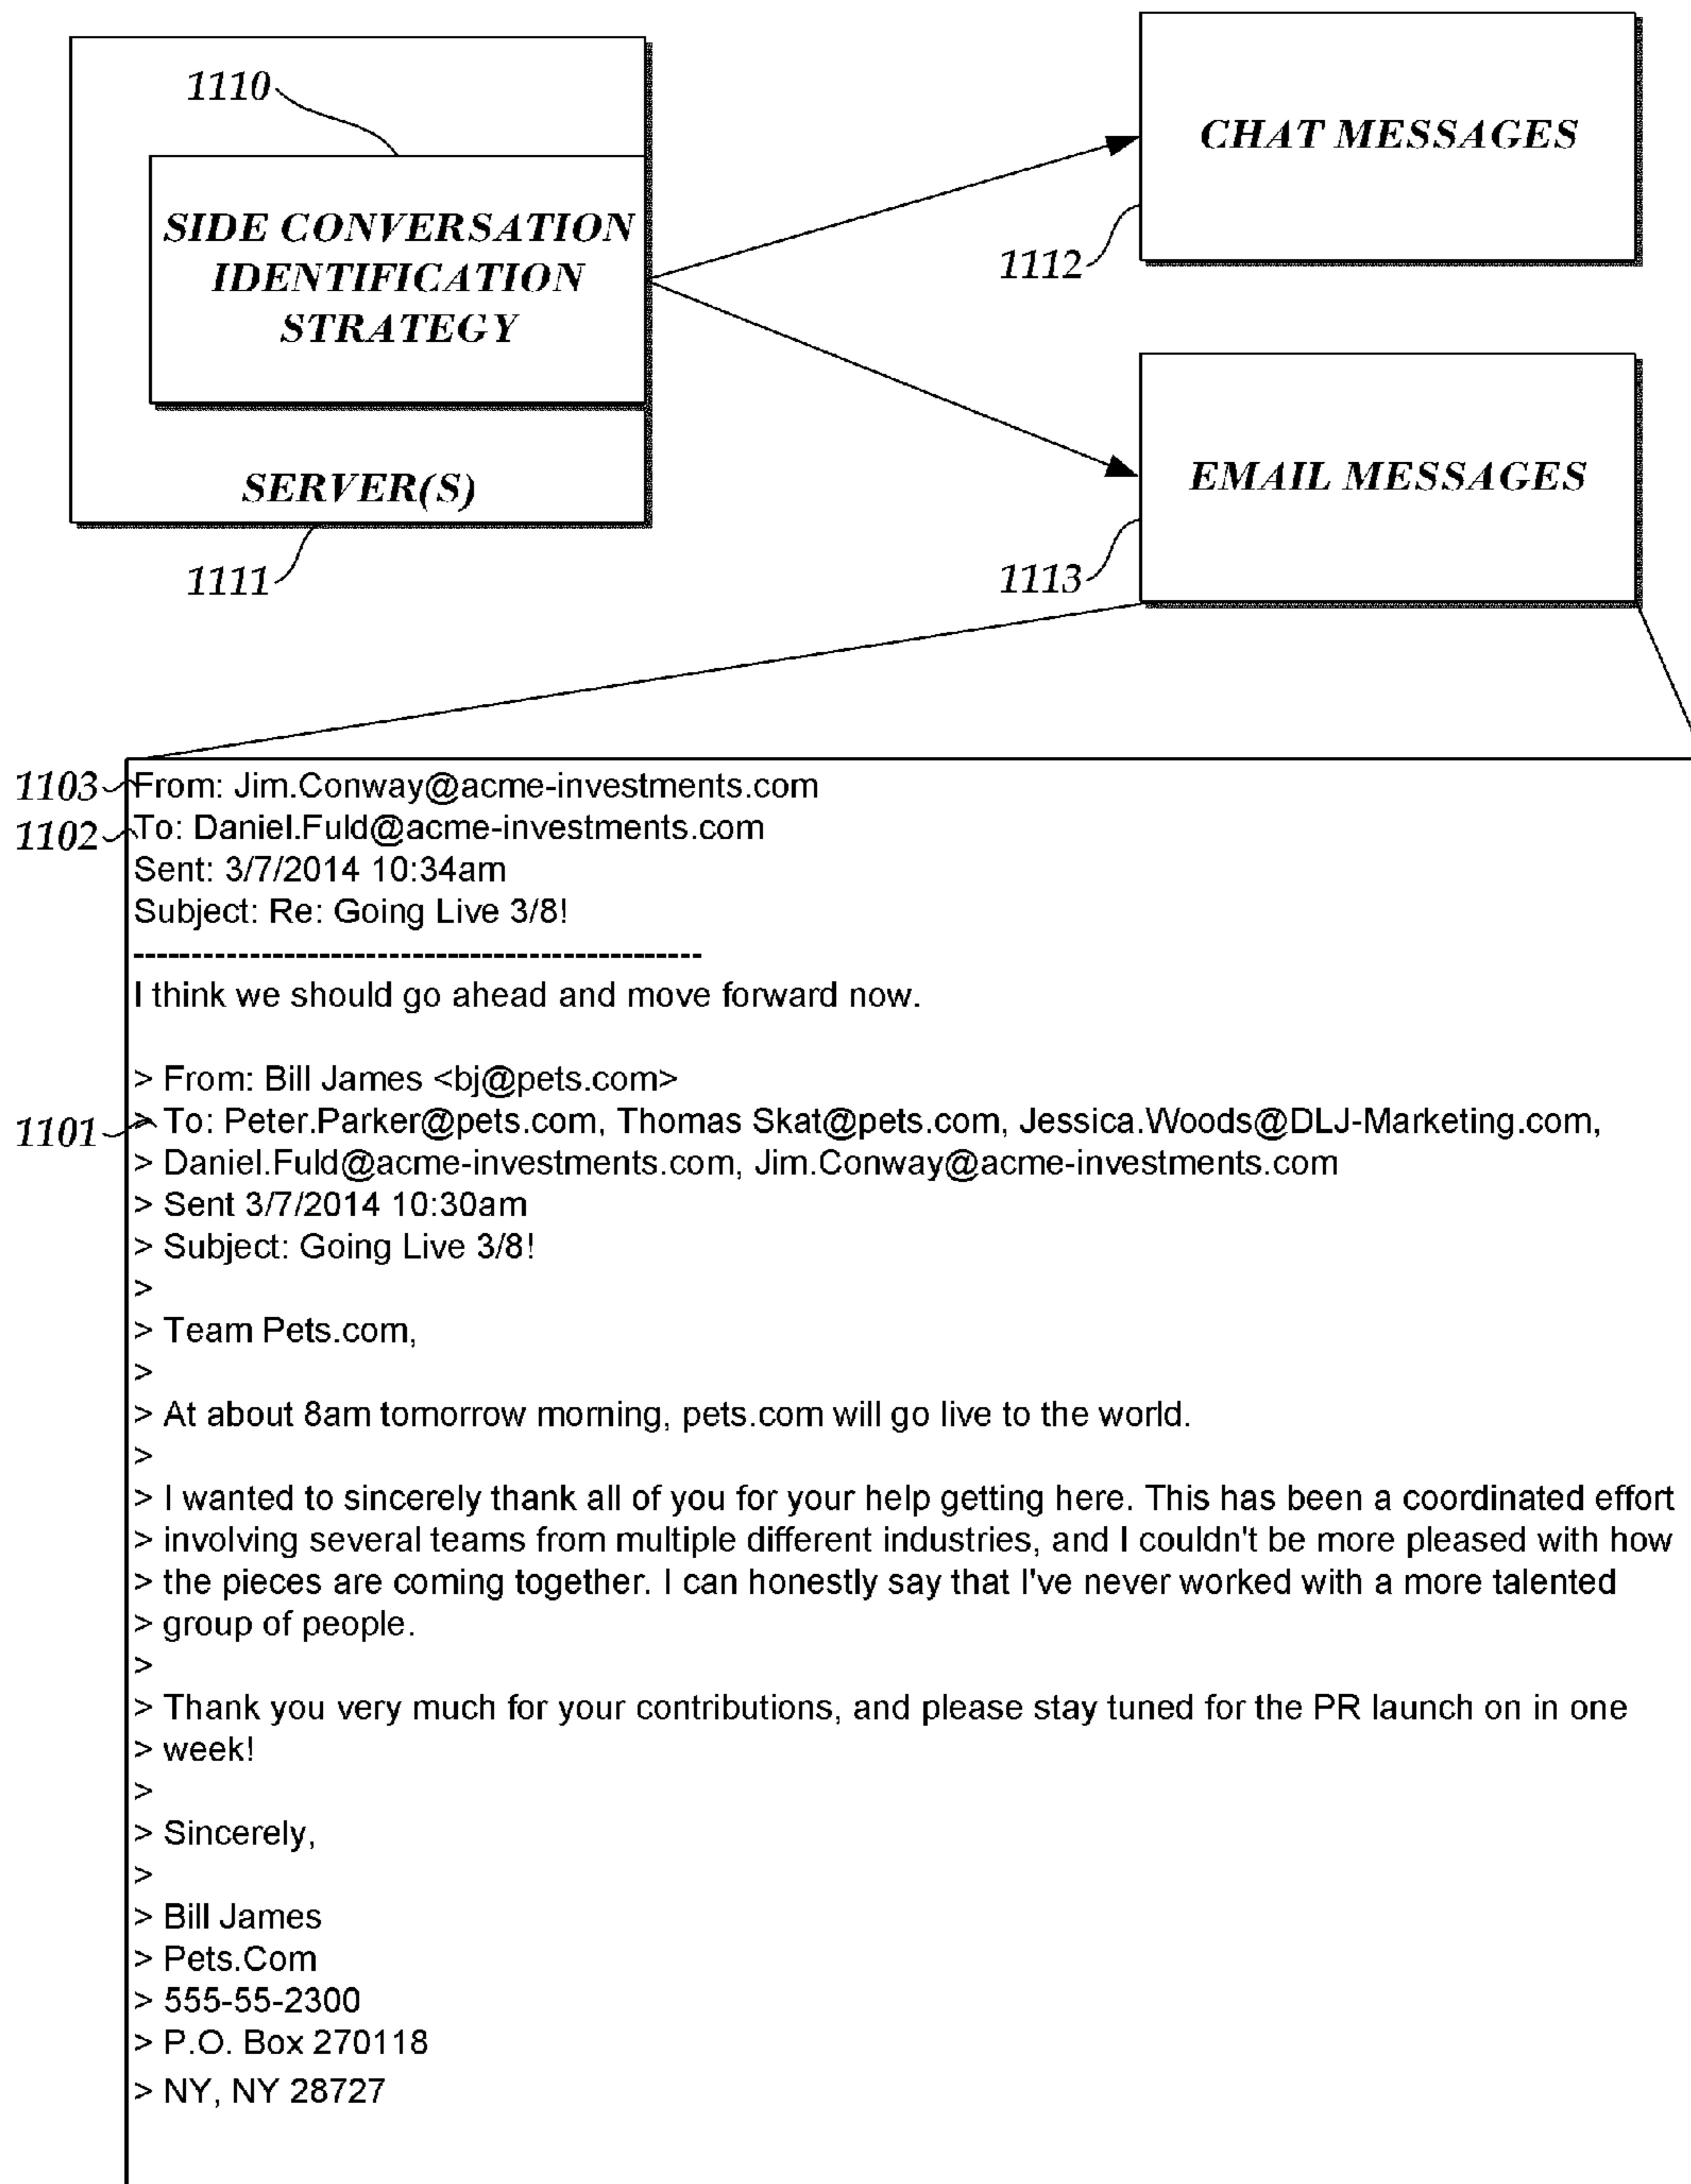 1110
SIDE CONVERSATION
IDENTIFICATION
STRATEGY
SERVER(S)
1111
CHAT MESSAGES
1112
EMAIL MESSAGES
1113
1103
From: Jim.Conway@acme-investments.com
1102
To: Daniel.Fuld@acme-investments.com
Sent: 3/7/2014 10:34am
Subject: Re: Going Live 3/8!
-------------------------------------------------
I think we should go ahead and move forward now.
> From: Bill James <bj@pets.com>
1101
> To: Peter.Parker@pets.com, Thomas Skat@pets.com, Jessica.Woods@DLJ-Marketing.com,
> Daniel.Fuld@acme-investments.com, Jim.Conway@acme-investments.com
> Sent 3/7/2014 10:30am
> Subject: Going Live 3/8!
>
> Team Pets.com,
>
> At about 8am tomorrow morning, pets.com will go live to the world.
>
> I wanted to sincerely thank all of you for your help getting here. This has been a coordinated effort
> involving several teams from multiple different industries, and I couldn't be more pleased with how
> the pieces are coming together. I can honestly say that I've never worked with a more talented
> group of people.
>
> Thank you very much for your contributions, and please stay tuned for the PR launch on in one
> week!
>
> Sincerely,
>
> Bill James
> Pets.Com
> 555-55-2300
> P.O. Box 270118
> NY, NY 28727